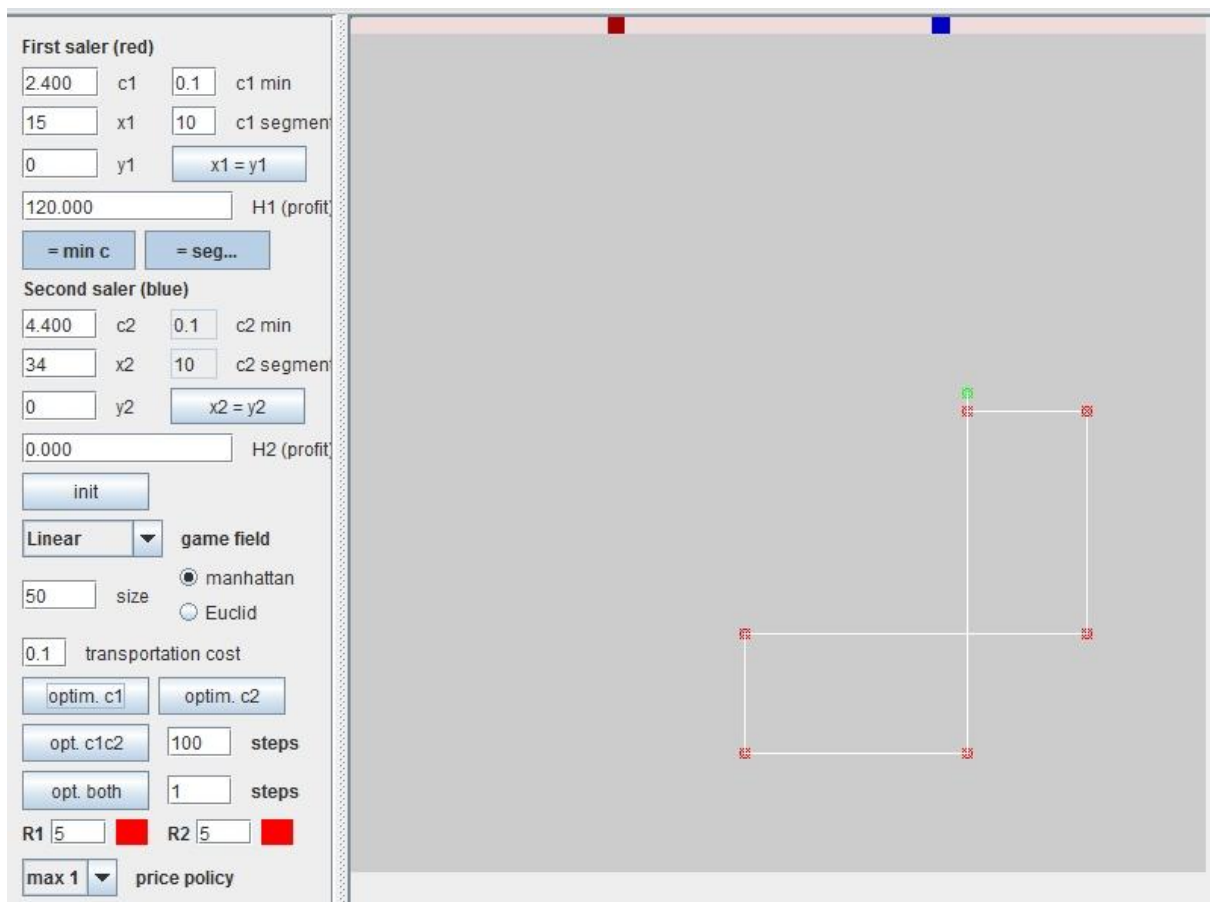 First saler (red)
2.400 c1 0.1 c1 min
15 x1 10 c1 segmen
0 y1 x1 = y1
120.000 H1 (profit)
= min c = seg...
Second saler (blue)
4.400 c2 0.1 c2 min
34 x2 10 c2 segmen
0 y2 x2 = y2
0.000 H2 (profit)
init
Linear game field
manhattan
50 size
Euclid
0.1 transportation cost
optim. c1 optim. c2
opt. c1c2 100 steps
opt. both 1 steps
R1 5 R2 5
max 1 price policy